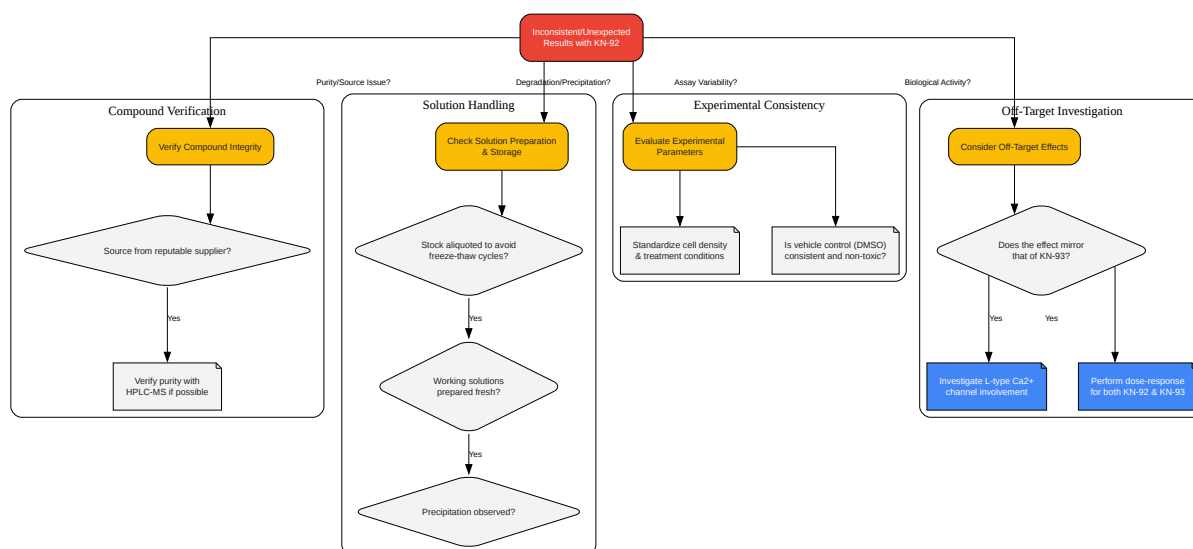 Inconsistent/Unexpected
Results with KN-92
Purity/Source Issue?
Degradation/Precipitation?
Assay Variability?
Biological Activity?
Compound Verification
Verify Compound Integrity
Source from reputable supplier?
Yes
Verify purity with
HPLC-MS if possible
Solution Handling
Check Solution Preparation
& Storage
Stock aliquoted to avoid
freeze-thaw cycles?
Yes
Working solutions
prepared fresh?
Yes
Precipitation observed?
Experimental Consistency
Evaluate Experimental
Parameters
Standardize cell density
& treatment conditions
Is vehicle control (DMSO)
consistent and non-toxic?
Off-Target Investigation
Consider Off-Target Effects
Does the effect mirror
that of KN-93?
Yes
Yes
Investigate L-type Ca2+
channel involvement
Perform dose-response
for both KN-92 & KN-93